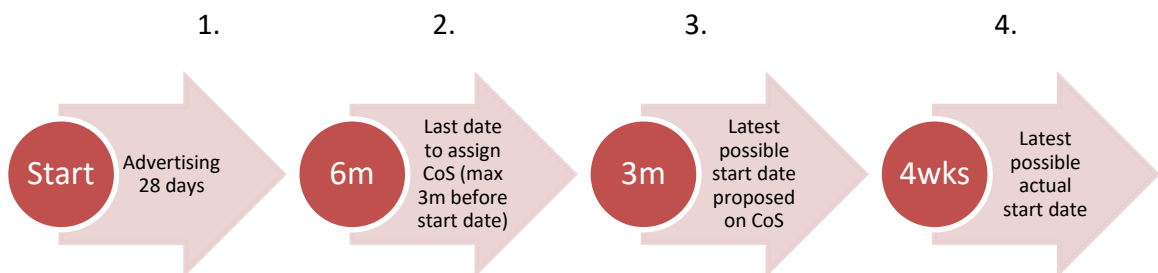 1.
2.
3.
4.
Start
Advertising
28 days
6m
Last date
to assign
CoS (max
3m before
start date)
3m
Latest
possible
start date
proposed
on CoS
4wks
Latest
possible
actual
start date